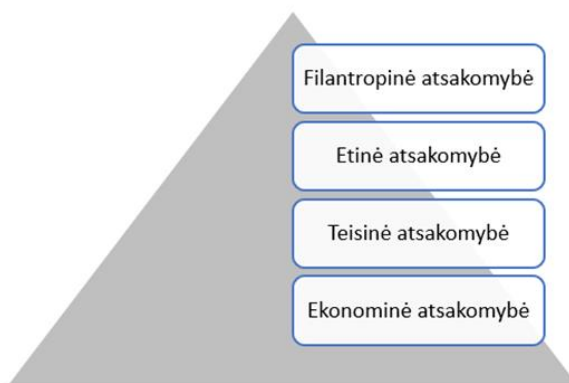 Filantropinė atsakomybė
Etinė atsakomybė
Teisinė atsakomybė
Ekonominė atsakomybė